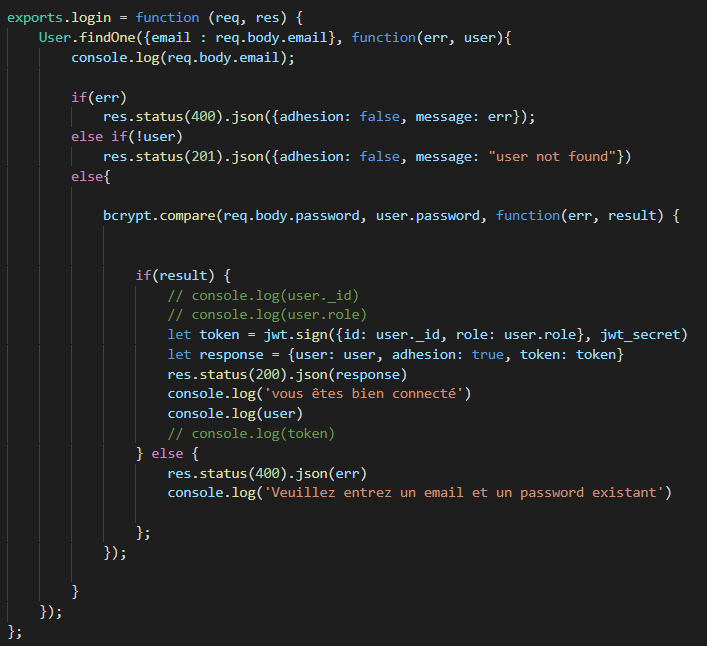 exports.login = function (req, res) {
User.findOne({email : req.body.email}, function(err, user){
console.log(req.body.email);
if(err)
res.status(400).json({adhesion: false, message: err});
else if(!user)
res.status(201).json({adhesion: false, message: "user not found"})
else{
bcrypt.compare(req.body.password, user.password, function(err, result) {
if(result) {
// console.log(user._id)
// console.log(user.role)
let token = jwt.sign({id: user._id, role: user.role}, jwt_secret)
let response = {user: user, adhesion: true, token: token}
res.status(200).json(response)
console.log('vous êtes bien connecté')
console.log(user)
// console.log(token)
} else {
res.status(400).json(err)
console.log('Veuillez entrez un email et un password existant')
};
});
}
});
};